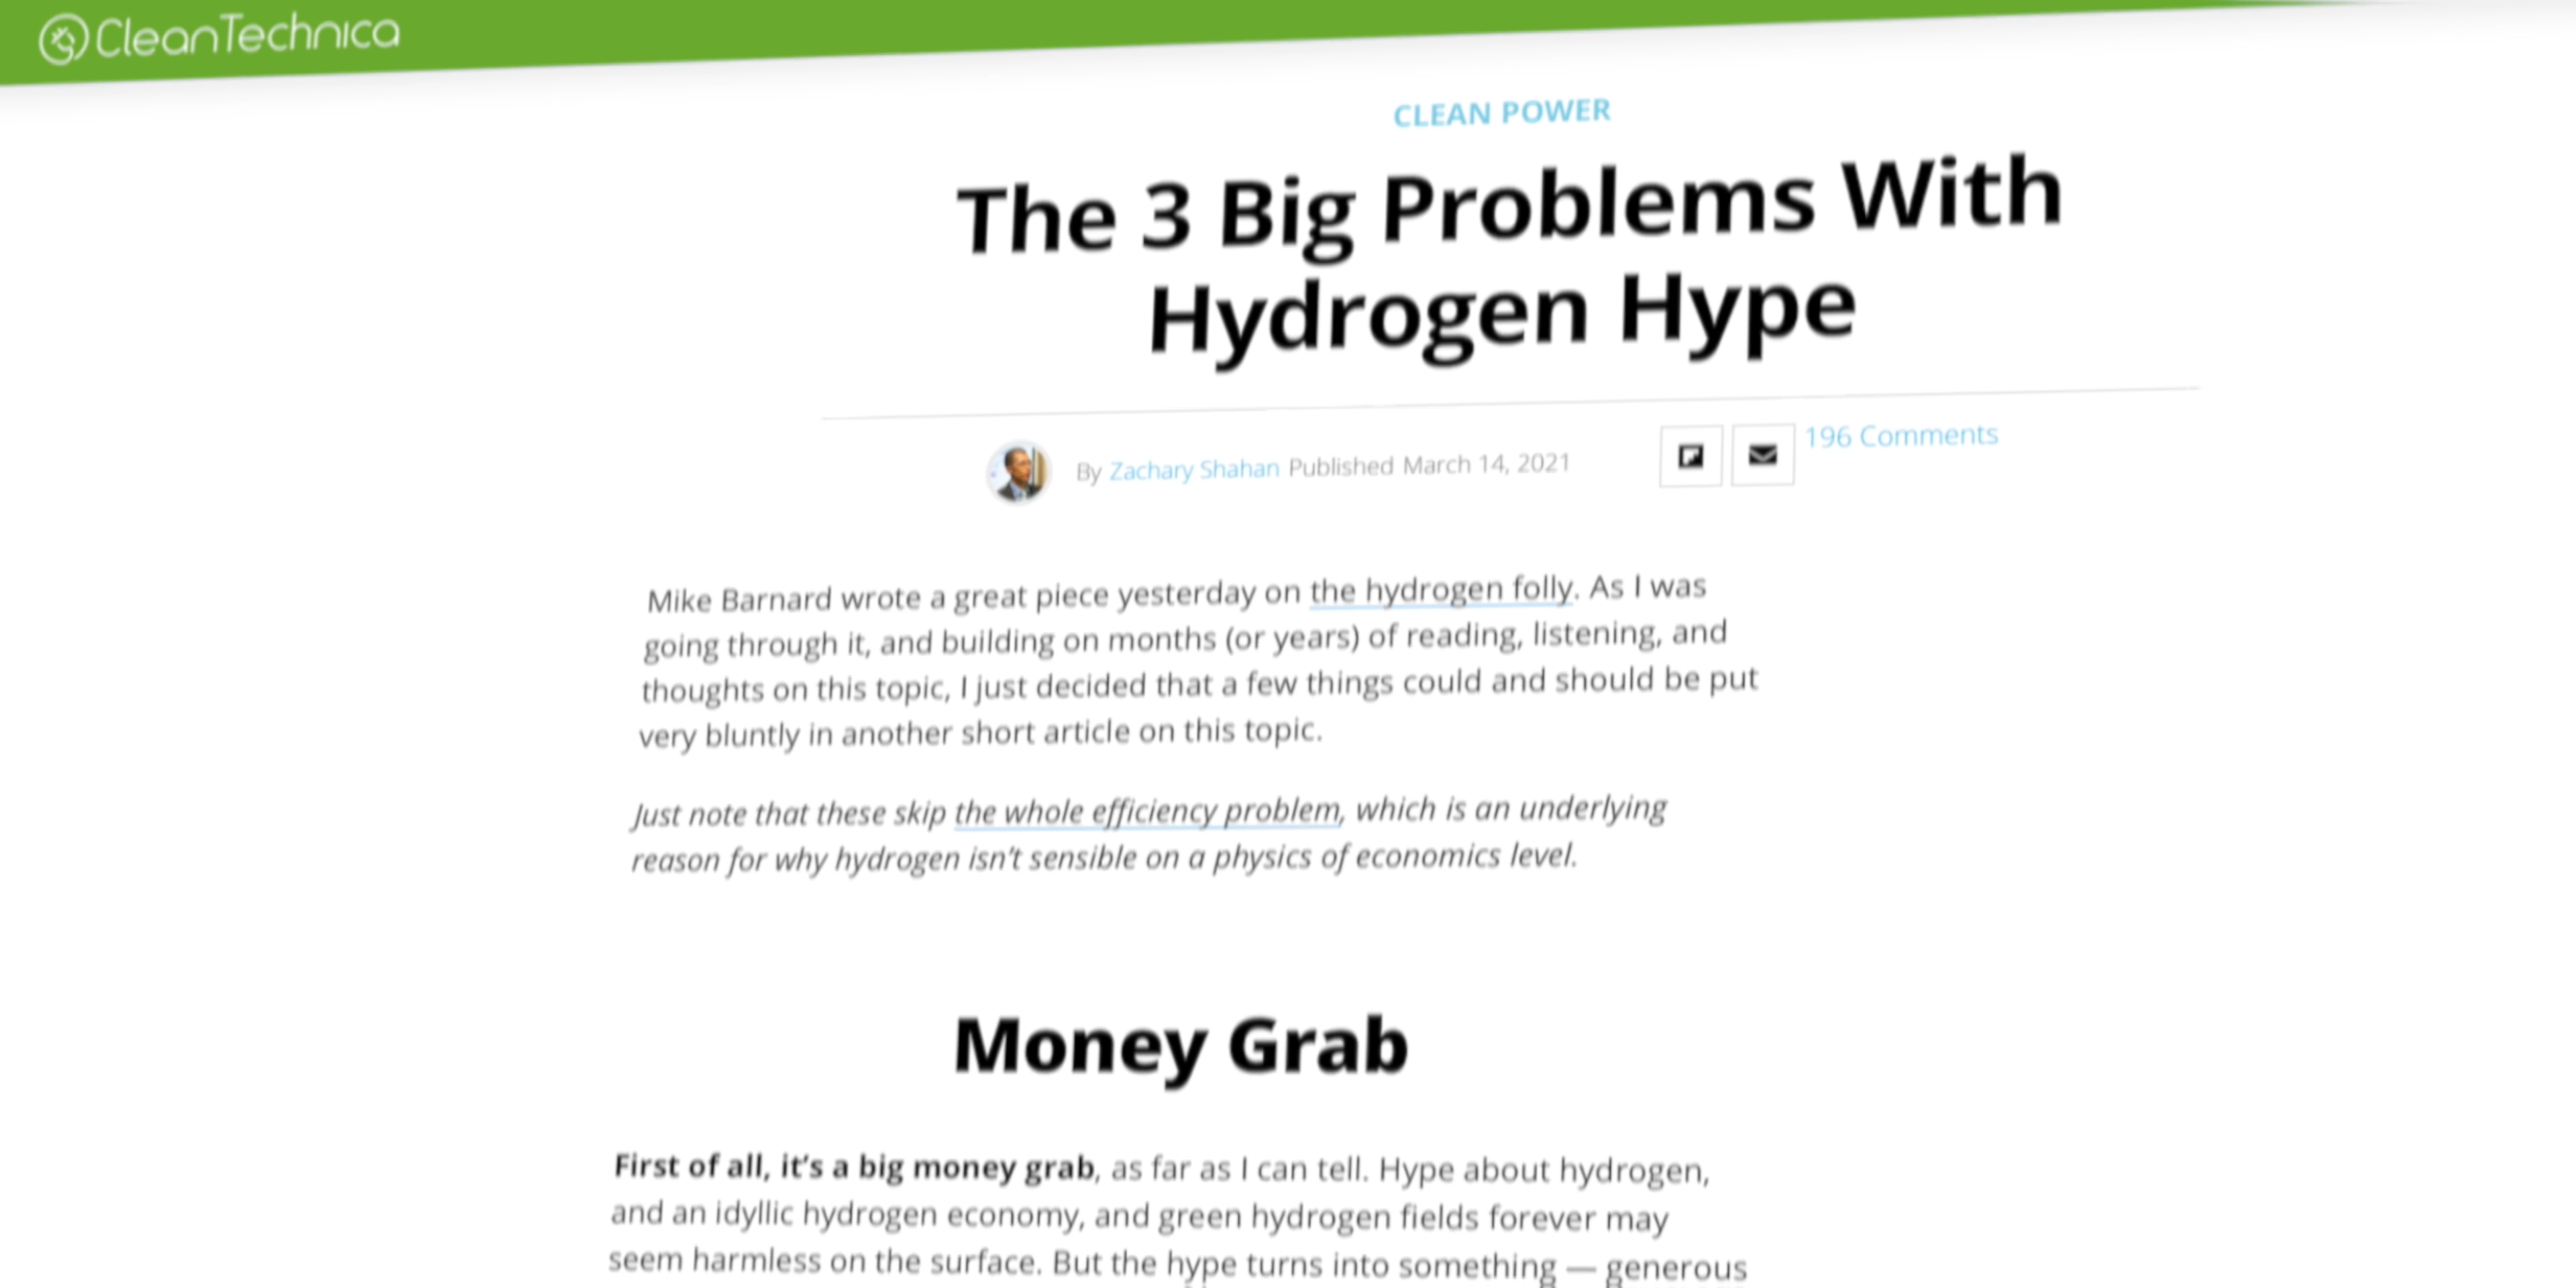 CleanTechnica
CLEAN POWER
The 3 Big Problems With
Hydrogen Hype
By Zachary Shahan Published March 14, 2021
196 Comments
Mike Barnard wrote a great piece yesterday on the hydrogen folly. As I was
going through it, and building on months (or years) of reading, listening, and
thoughts on this topic, I just decided that a few things could and should be put
very bluntly in another short article on this topic.
Just note that these skip the whole efficiency problem, which is an underlying
reason for why hydrogen isn’t sensible on a physics of economics level.
Money Grab
First of all, it’s a big money grab, as far as I can tell. Hype about hydrogen,
and an idyllic hydrogen economy, and green hydrogen fields forever may
seem harmless on the surface. But the hype turns into something — generous